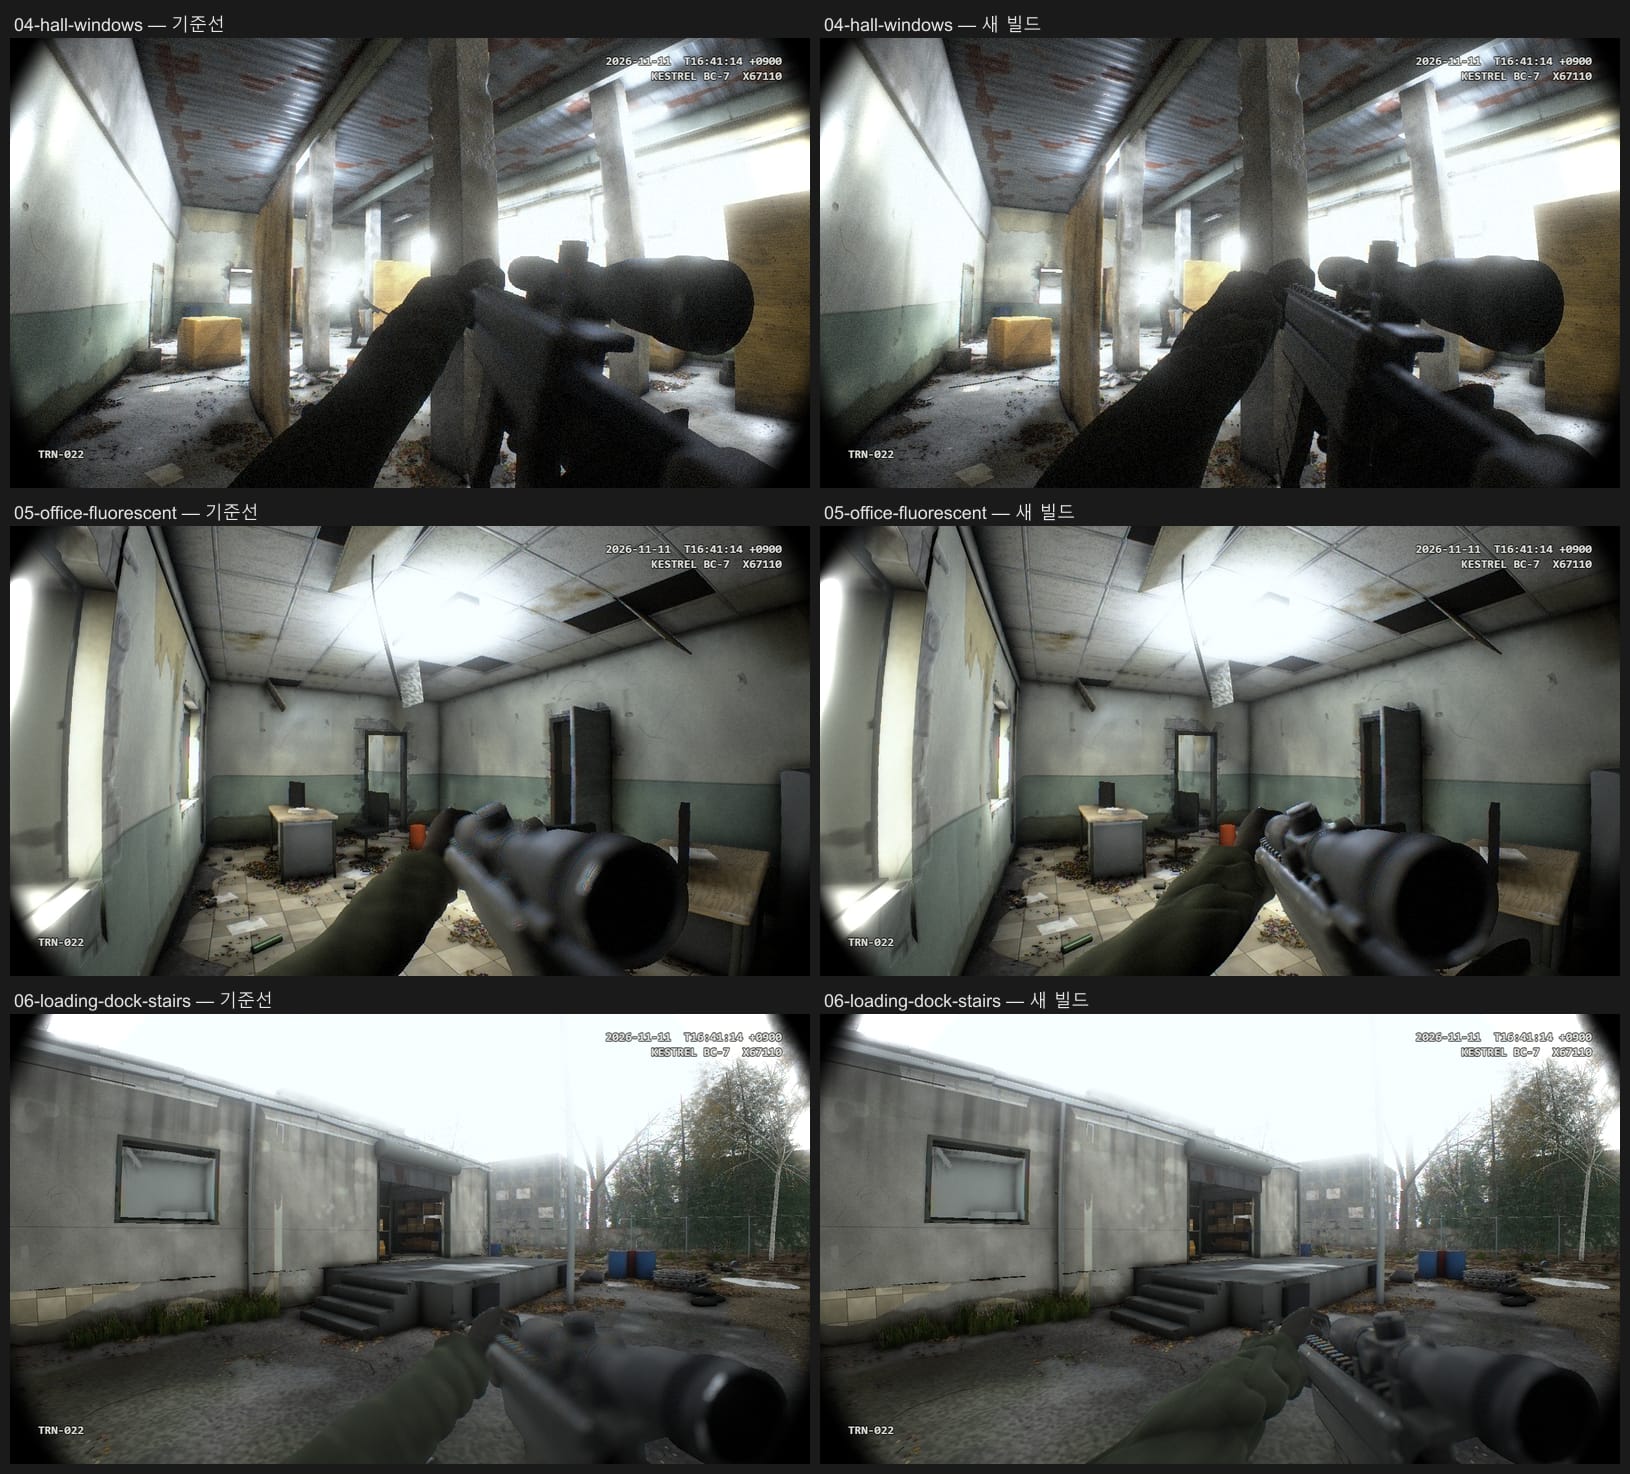 04-hall-windows — 기준선
04-hall-windows — 새 빌드
2026-11-11 T16:41:14 +0900
KESTREL BC-7 X67110
TRN-022
2026-11-11 T16:41:14 +0900
KESTREL BC-7 X67110
TRN-022
05-office-fluorescent — 기준선
05-office-fluorescent — 새 빌드
2026-11-11 T16:41:14 +0900
KESTREL BC-7 X67110
TRN-022
2026-11-11 T16:41:14 +0900
KESTREL BC-7 X67110
TRN-022
06-loading-dock-stairs — 기준선
06-loading-dock-stairs — 새 빌드
2026-11-11 T16:41:14 +0900
KESTREL BC-7 X67110
TRN-022
2026-11-11 T16:41:14 +0900
KESTREL BC-7 X67110
TRN-022